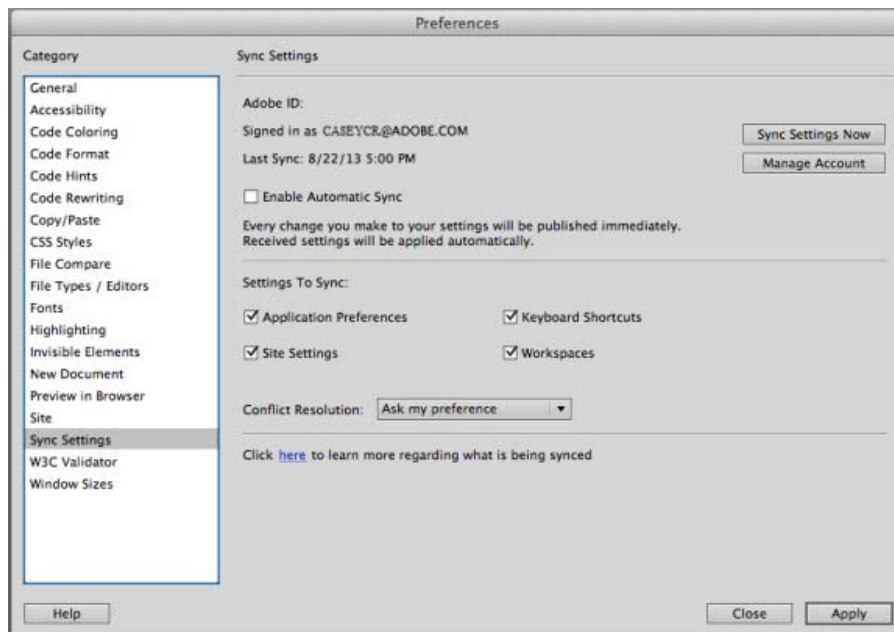 Preferences
Category
General
Accessibility
Code Coloring
Code Format
Code Hints
Code Rewriting
Copy/Paste
CSS Styles
File Compare
File Types / Editors
Fonts
Highlighting
Invisible Elements
New Document
Preview in Browser
Site
Sync Settings
W3C Validator
Window Sizes
Sync Settings
Adobe ID:
Signed in as CASEYCR@ADOBE.COM
Sync Settings Now
Last Sync: 8/22/13 5:00 PM
Manage Account
Enable Automatic Sync
Every change you make to your settings will be published immediately.
Received settings will be applied automatically.
Settings To Sync:
Application Preferences
Keyboard Shortcuts
Site Settings
Workspaces
Conflict Resolution: Ask my preference
Click here to learn more regarding what is being synced
Help
Close
Apply